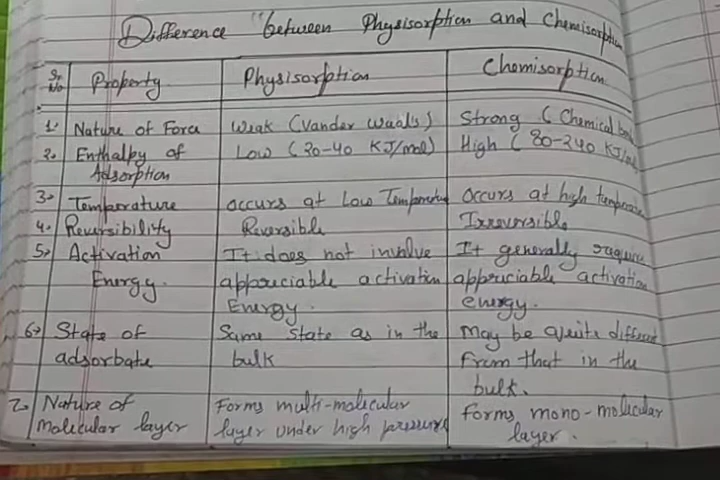 Difference between Physisorption and Chemisorption
Sr. No Property Physisorption Chemisorption
1. Nature of Force Weak (Vander Waal's) Strong (Chemical
2. Enthalpy of Adsorption Low (20-40 KJ/mol) High (80-240 KJ/
3. Temperature occurs at Low Temperature Occurs at high temperature
4. Reversibility Reversible Irreversible
5. Activation It does not involve It generally require
Energy. appreciable activation appreciable activation
Energy. energy.
6. State of Same state as in the May be quite different
adsorbate bulk from that in the
bulk.
7. Nature of Forms multi-molecular Forms mono-molecular
molecular layer layer under high pressure layer.